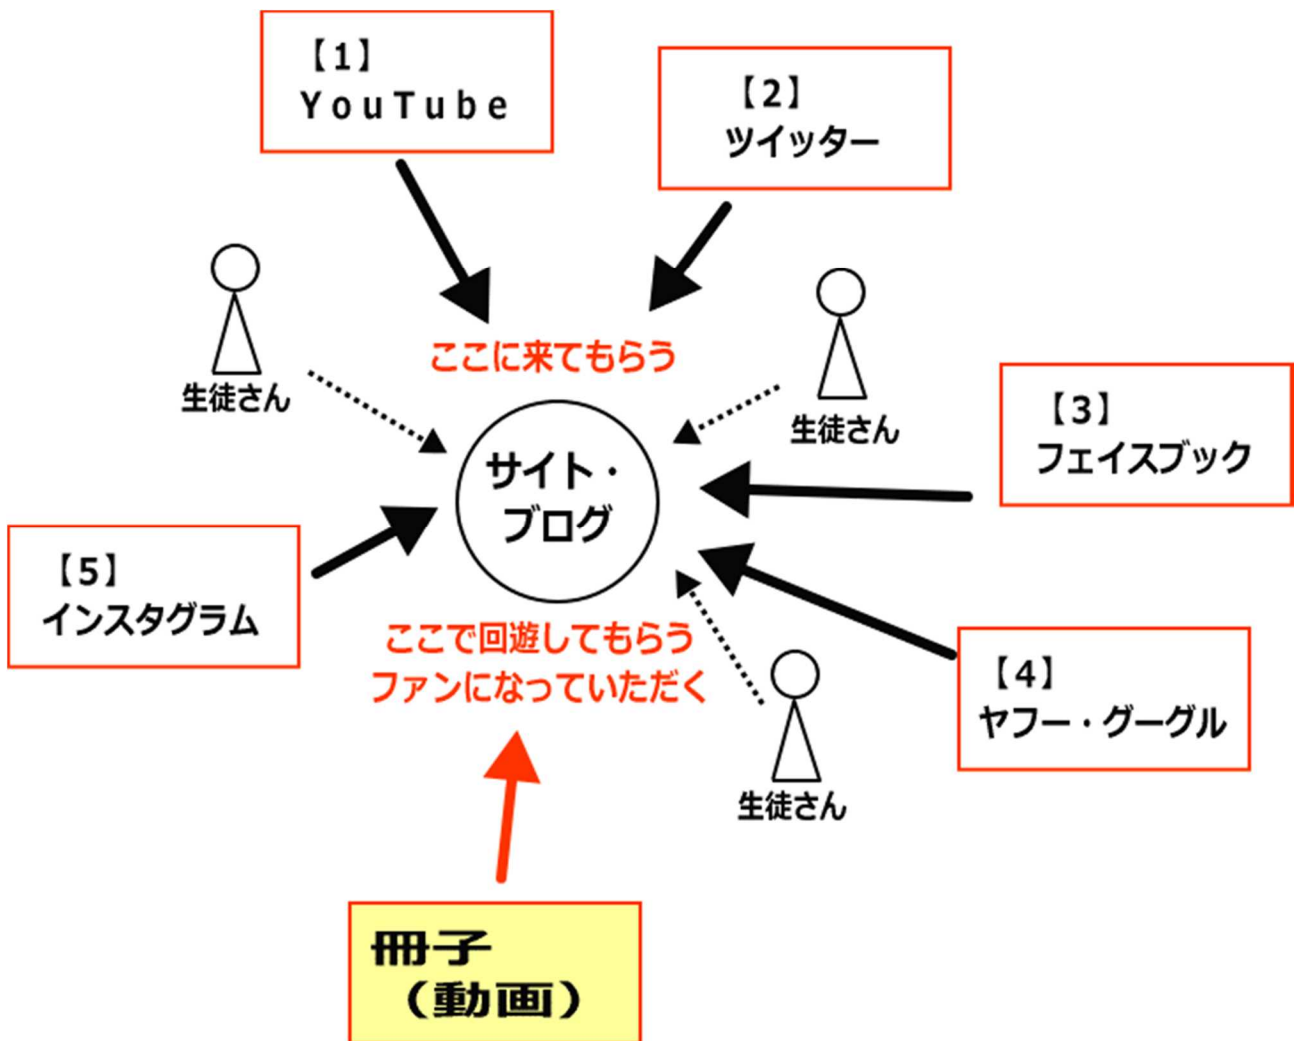 【1】
YouTube
【2】
ツイッター
生徒さん
ここに来てもらう
生徒さん
【3】
フェイスブック
サイト・
ブログ
【5】
インスタグラム
ここで回遊してもらう
ファンになっていただく
【4】
ヤフー・グーグル
生徒さん
冊子
（動画）